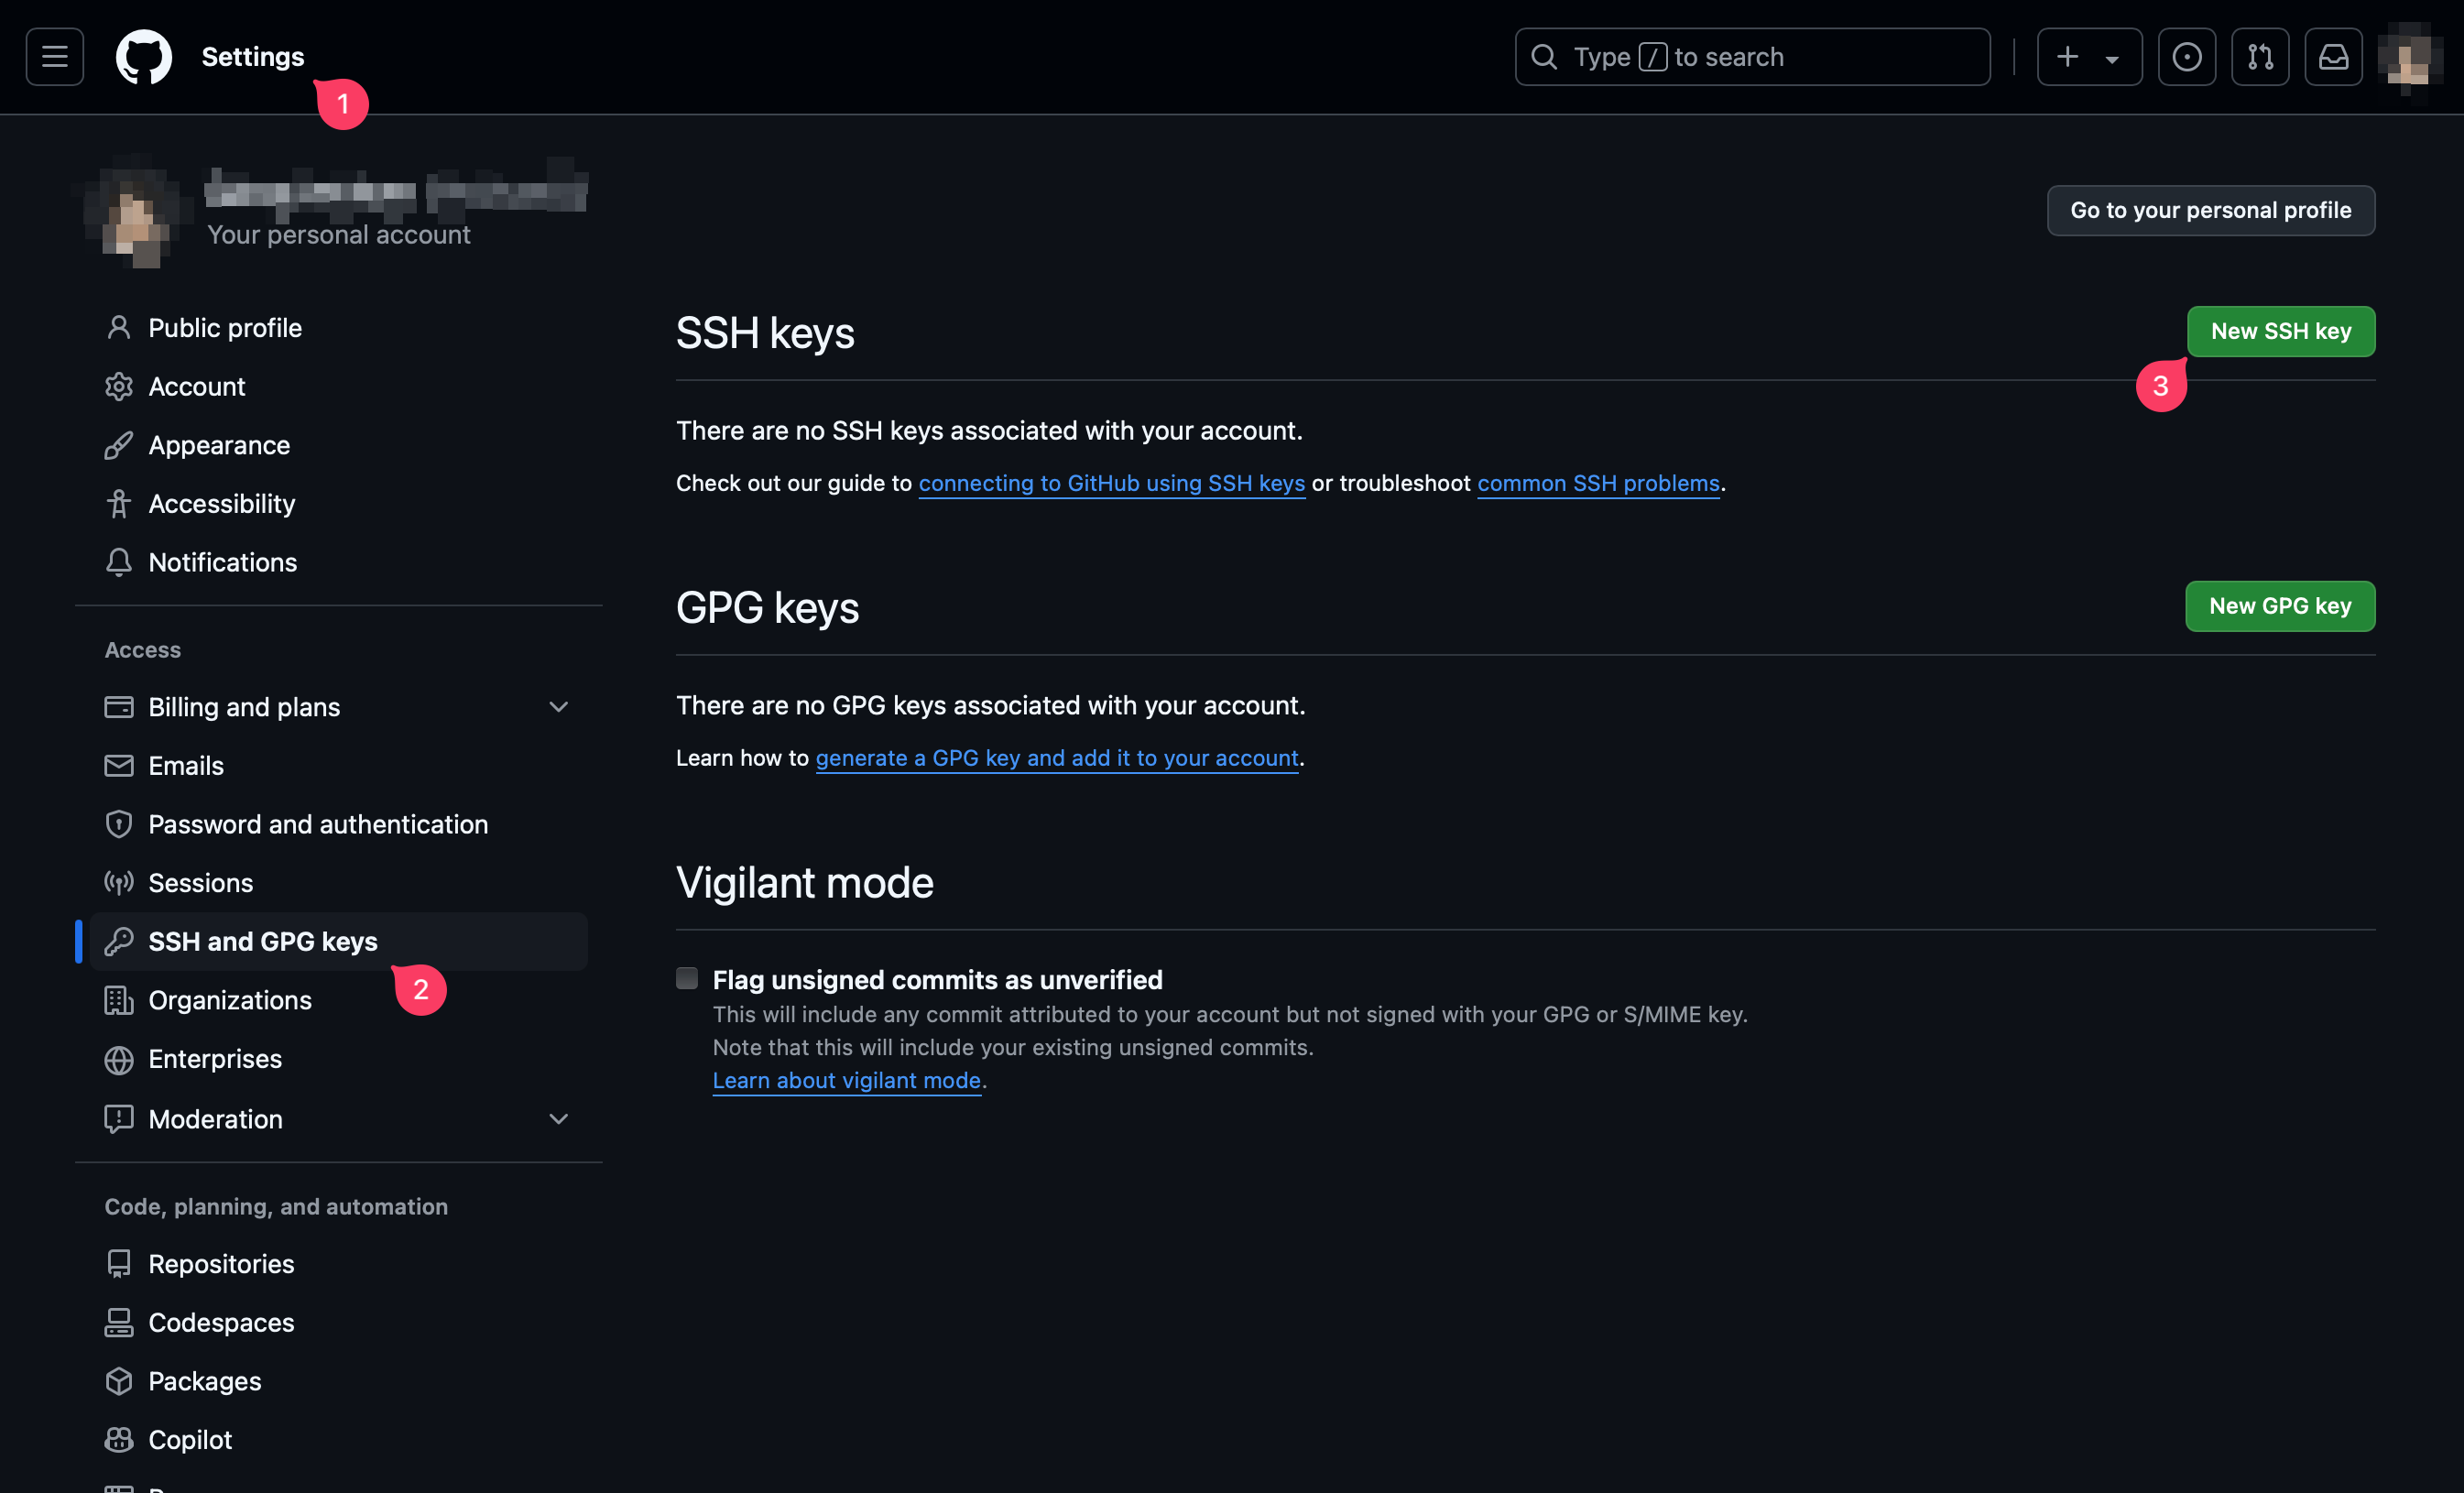 Settings
Type / to search
1
Your personal account
Go to your personal profile
Public profile
Account
Appearance
Accessibility
Notifications
Access
Billing and plans
Emails
Password and authentication
Sessions
SSH and GPG keys
2
Organizations
Enterprises
Moderation
Code, planning, and automation
Repositories
Codespaces
Packages
Copilot
SSH keys
New SSH key
3
There are no SSH keys associated with your account.
Check out our guide to connecting to GitHub using SSH keys or troubleshoot common SSH problems.
GPG keys
New GPG key
There are no GPG keys associated with your account.
Learn how to generate a GPG key and add it to your account.
Vigilant mode
Flag unsigned commits as unverified
This will include any commit attributed to your account but not signed with your GPG or S/MIME key.
Note that this will include your existing unsigned commits.
Learn about vigilant mode.